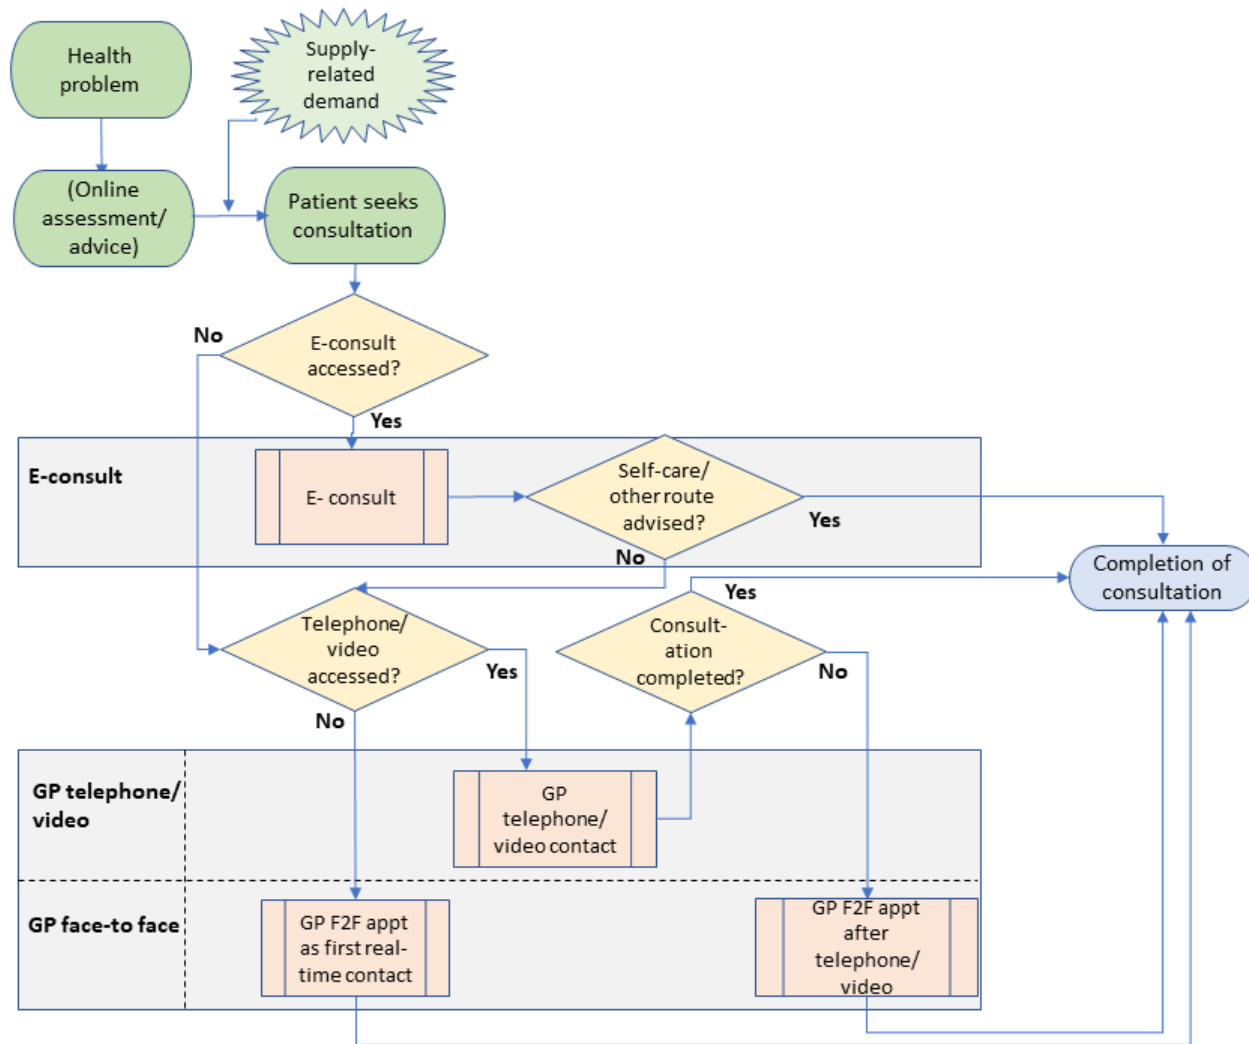 Health
problem
Supply-
related
demand
(Online
assessment/
advice)
Patient seeks
consultation
No
E-consult
accessed?
Yes
E-consult
E- consult
Self-care/
other route
advised?
Yes
No
Completion of
consultation
Telephone/
video
accessed?
Yes
No
Consult-
ation
completed?
Yes
No
GP telephone/
video
GP
telephone/
video contact
GP face-to face
GP F2F appt
as first real-
time contact
GP F2F appt
after
telephone/
video